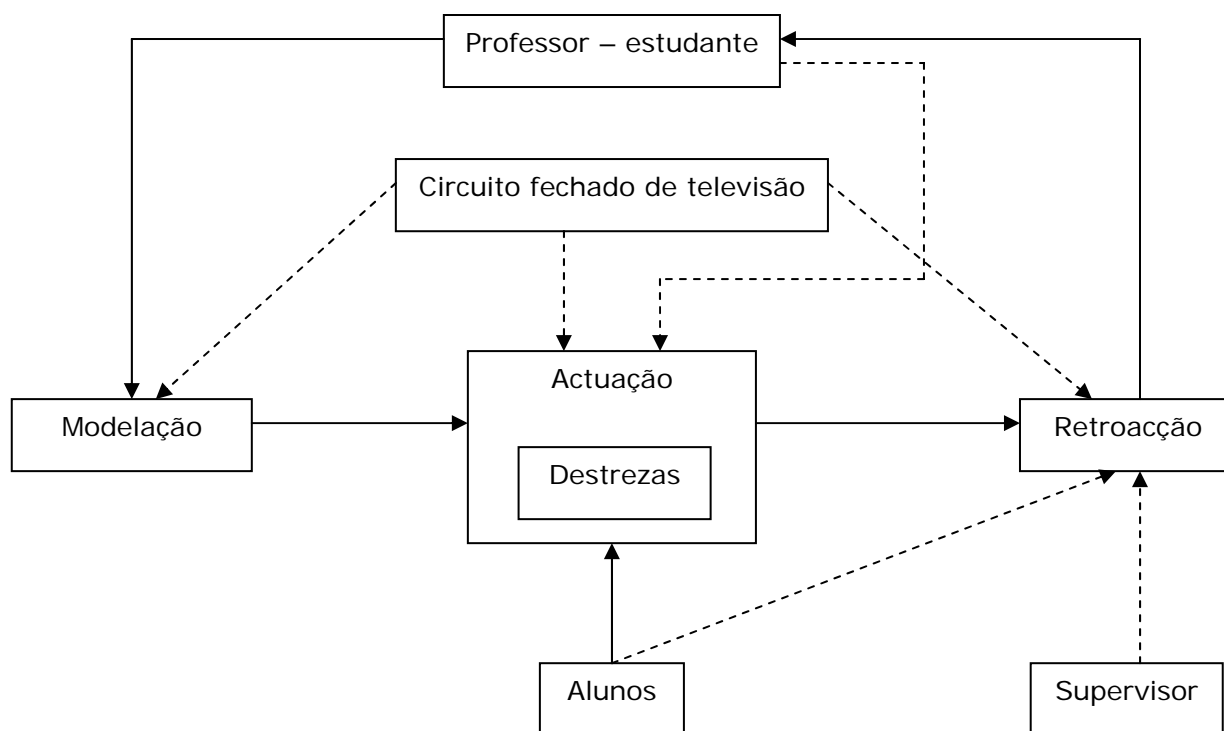 Professor – estudante
Circuito fechado de televisão
Actuação
Modelação
Retroacção
Destrezas
Alunos
Supervisor